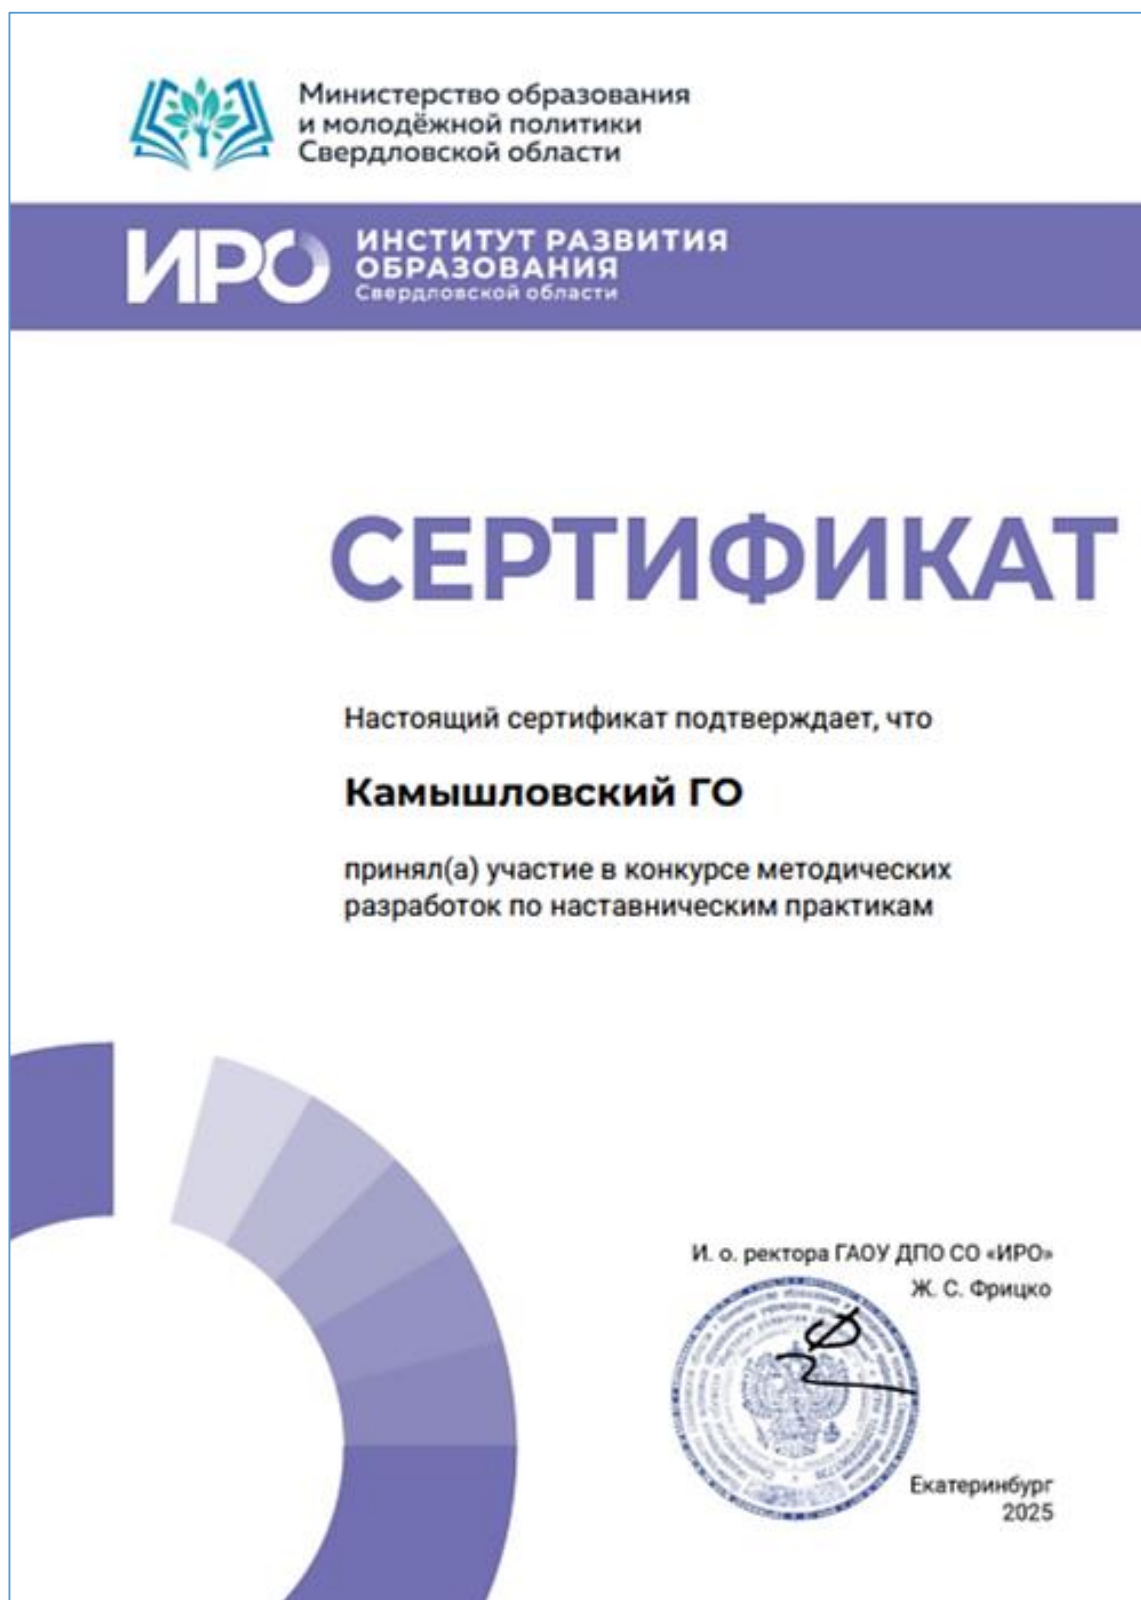 Министерство образования
и молодёжной политики
Свердловской области
ИРО
ИНСТИТУТ РАЗВИТИЯ
ОБРАЗОВАНИЯ
Свердловской области
СЕРТИФИКАТ
Настоящий сертификат подтверждает, что
Камышловский ГО
принял(а) участие в конкурсе методических
разработок по наставническим практикам
И. о. ректора ГАОУ ДПО СО «ИРО»
Ж. С. Фрицко
Екатеринбург
2025